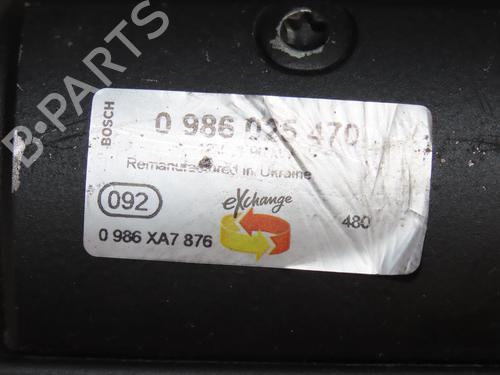 B-PARTS
BOSCH
0 986 025 470
Remanufactured in Ukraine
092
eXchange
480
0 986 XA7 876